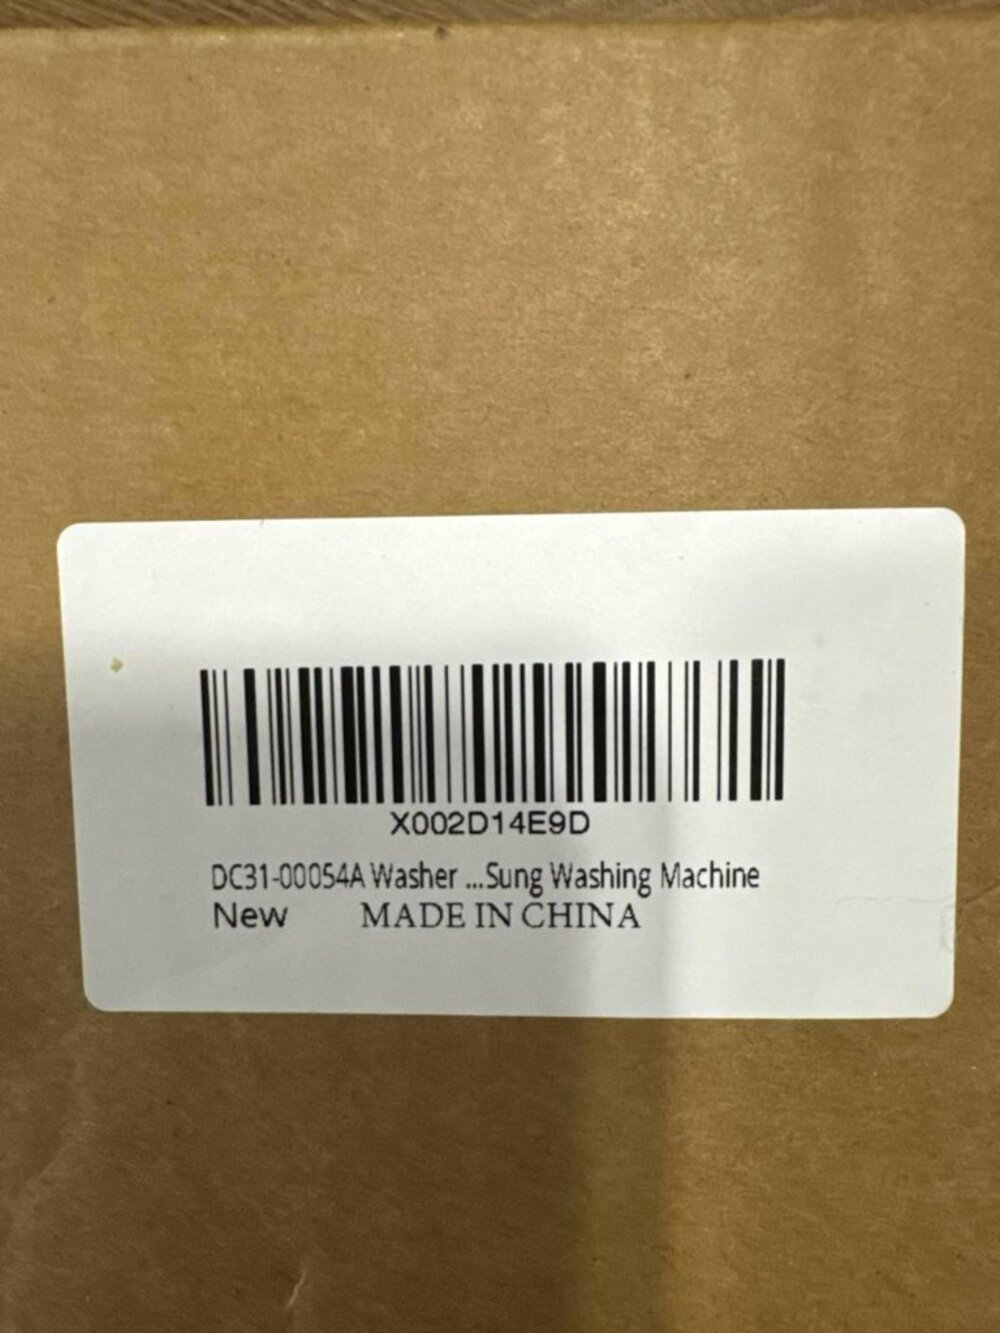 X002D14E9D
DC31-00054A Washer ...Sung Washing Machine
New MADE IN CHINA